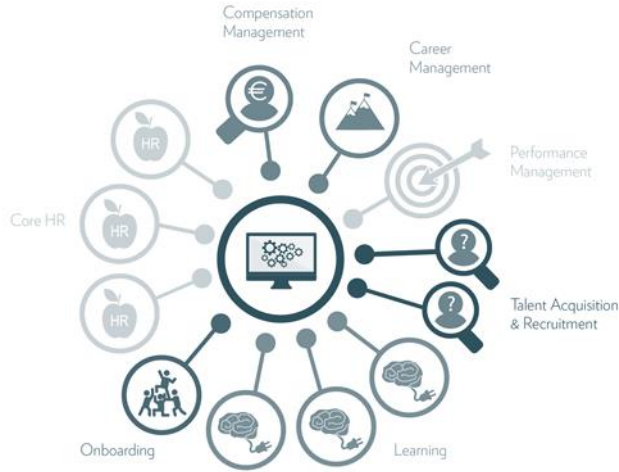 Compensation
Management
Career
Management
€
HR
Performance
Management
Core HR
HR
?
HR
?
Talent Acquisition
& Recruitment
Onboarding
Learning